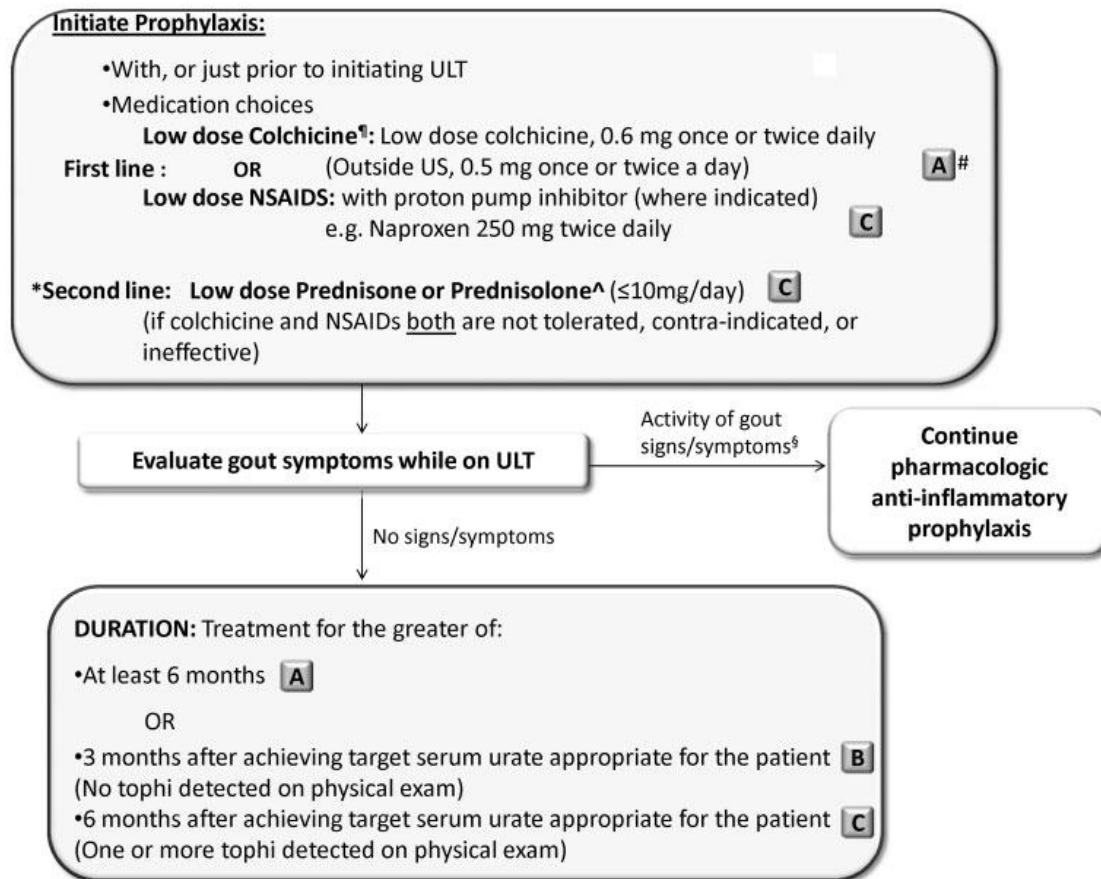 Initiate Prophylaxis:
•With, or just prior to initiating ULT
•Medication choices
Low dose Colchicine¶: Low dose colchicine, 0.6 mg once or twice daily
First line : OR (Outside US, 0.5 mg once or twice a day) A#
Low dose NSAIDS: with proton pump inhibitor (where indicated)
e.g. Naproxen 250 mg twice daily C
*Second line: Low dose Prednisone or Prednisolone^ (≤10mg/day) C
(if colchicine and NSAIDs both are not tolerated, contra-indicated, or
ineffective)
Evaluate gout symptoms while on ULT
Activity of gout
signs/symptoms§
Continue
pharmacologic
anti-inflammatory
prophylaxis
No signs/symptoms
DURATION: Treatment for the greater of:
•At least 6 months A
OR
•3 months after achieving target serum urate appropriate for the patient B
(No tophi detected on physical exam)
•6 months after achieving target serum urate appropriate for the patient C
(One or more tophi detected on physical exam)